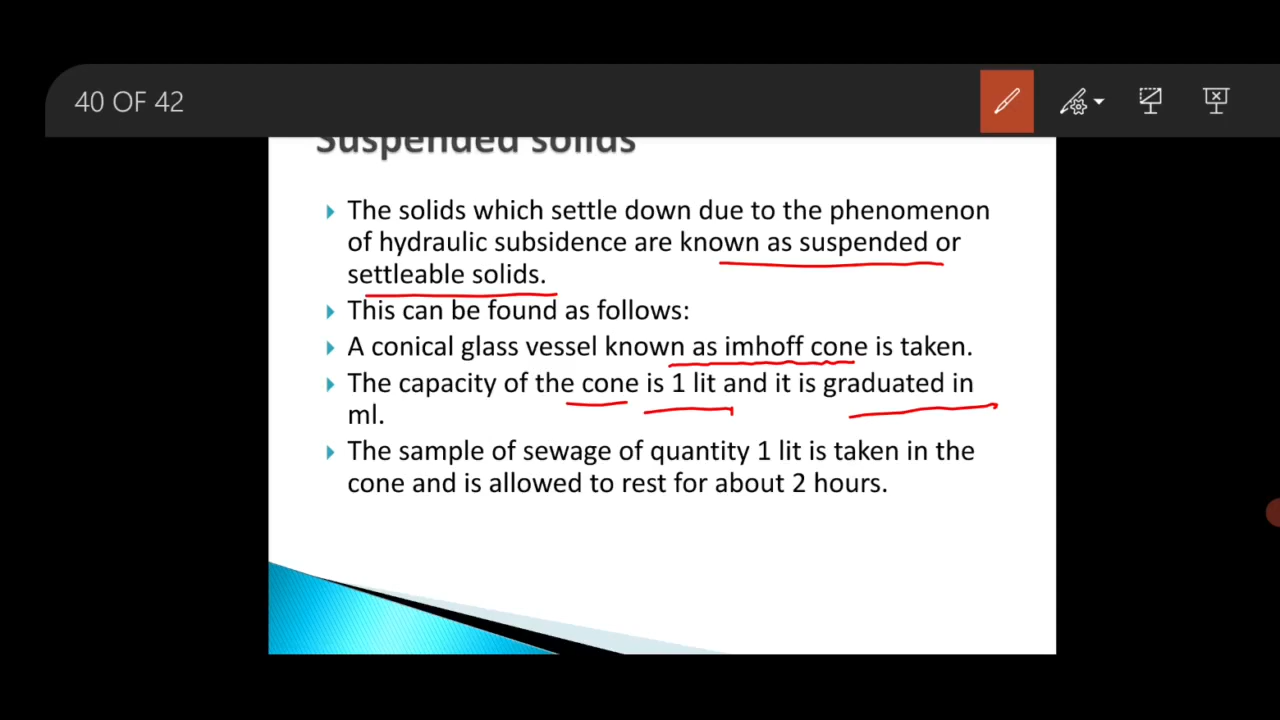 40 OF 42
Suspended solids
The solids which settle down due to the phenomenon
of hydraulic subsidence are known as suspended or
settleable solids.
This can be found as follows:
A conical glass vessel known as imhoff cone is taken.
The capacity of the cone is 1 lit and it is graduated in
ml.
The sample of sewage of quantity 1 lit is taken in the
cone and is allowed to rest for about 2 hours.